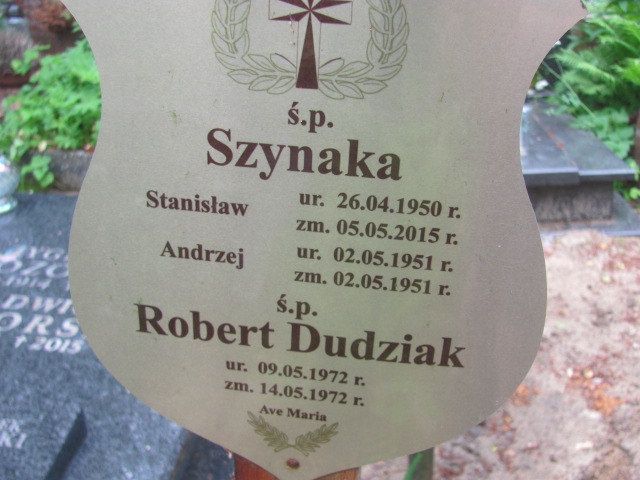 ś.p.
Szynaka
Stanisław ur. 26.04.1950 r.
zm. 05.05.2015 r.
Andrzej ur. 02.05.1951 r.
zm. 02.05.1951 r.
ś.p.
Robert Dudziak
ur. 09.05.1972 r.
zm. 14.05.1972 r.
Ave Maria
† 2015